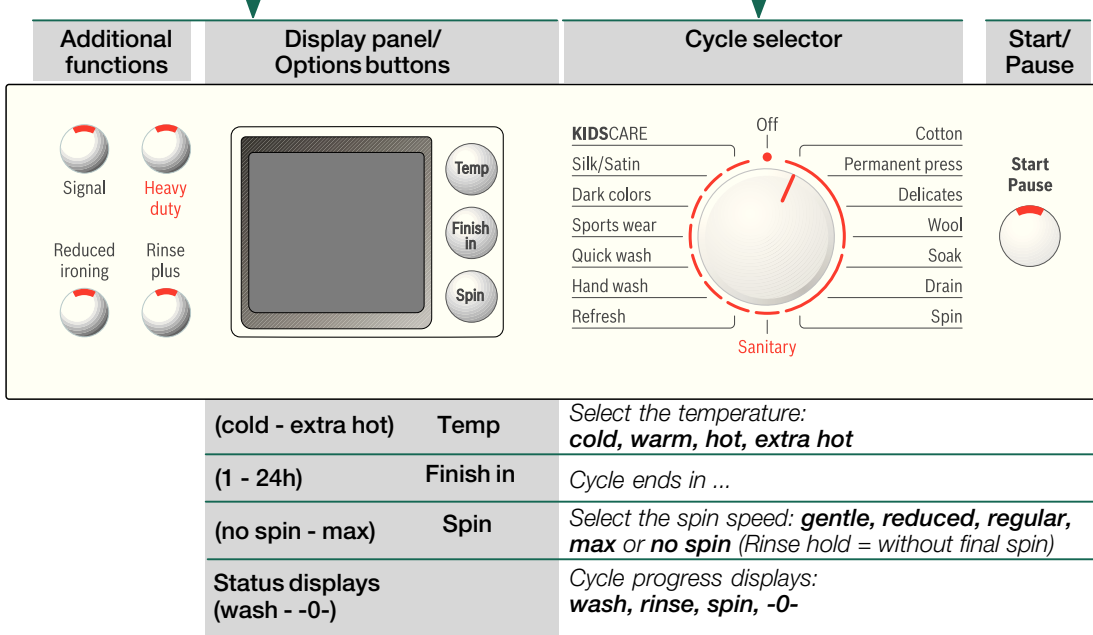 Additional
functions
Display panel/
Options buttons
Cycle selector
Start/
Pause
Signal
Heavy
duty
Reduced
ironing
Rinse
plus
Temp
Finish
in
Spin
KIDSCARE
Silk/Satin
Dark colors
Sports wear
Quick wash
Hand wash
Refresh
Off
Sanitary
Cotton
Permanent press
Delicates
Wool
Soak
Drain
Spin
Start
Pause
(cold - extra hot) Temp
Select the temperature:
cold, warm, hot, extra hot
(1 - 24h) Finish in
Cycle ends in ...
(no spin - max) Spin
Select the spin speed: gentle, reduced, regular,
max or no spin (Rinse hold = without final spin)
Status displays
(wash - -0-)
Cycle progress displays:
wash, rinse, spin, -0-